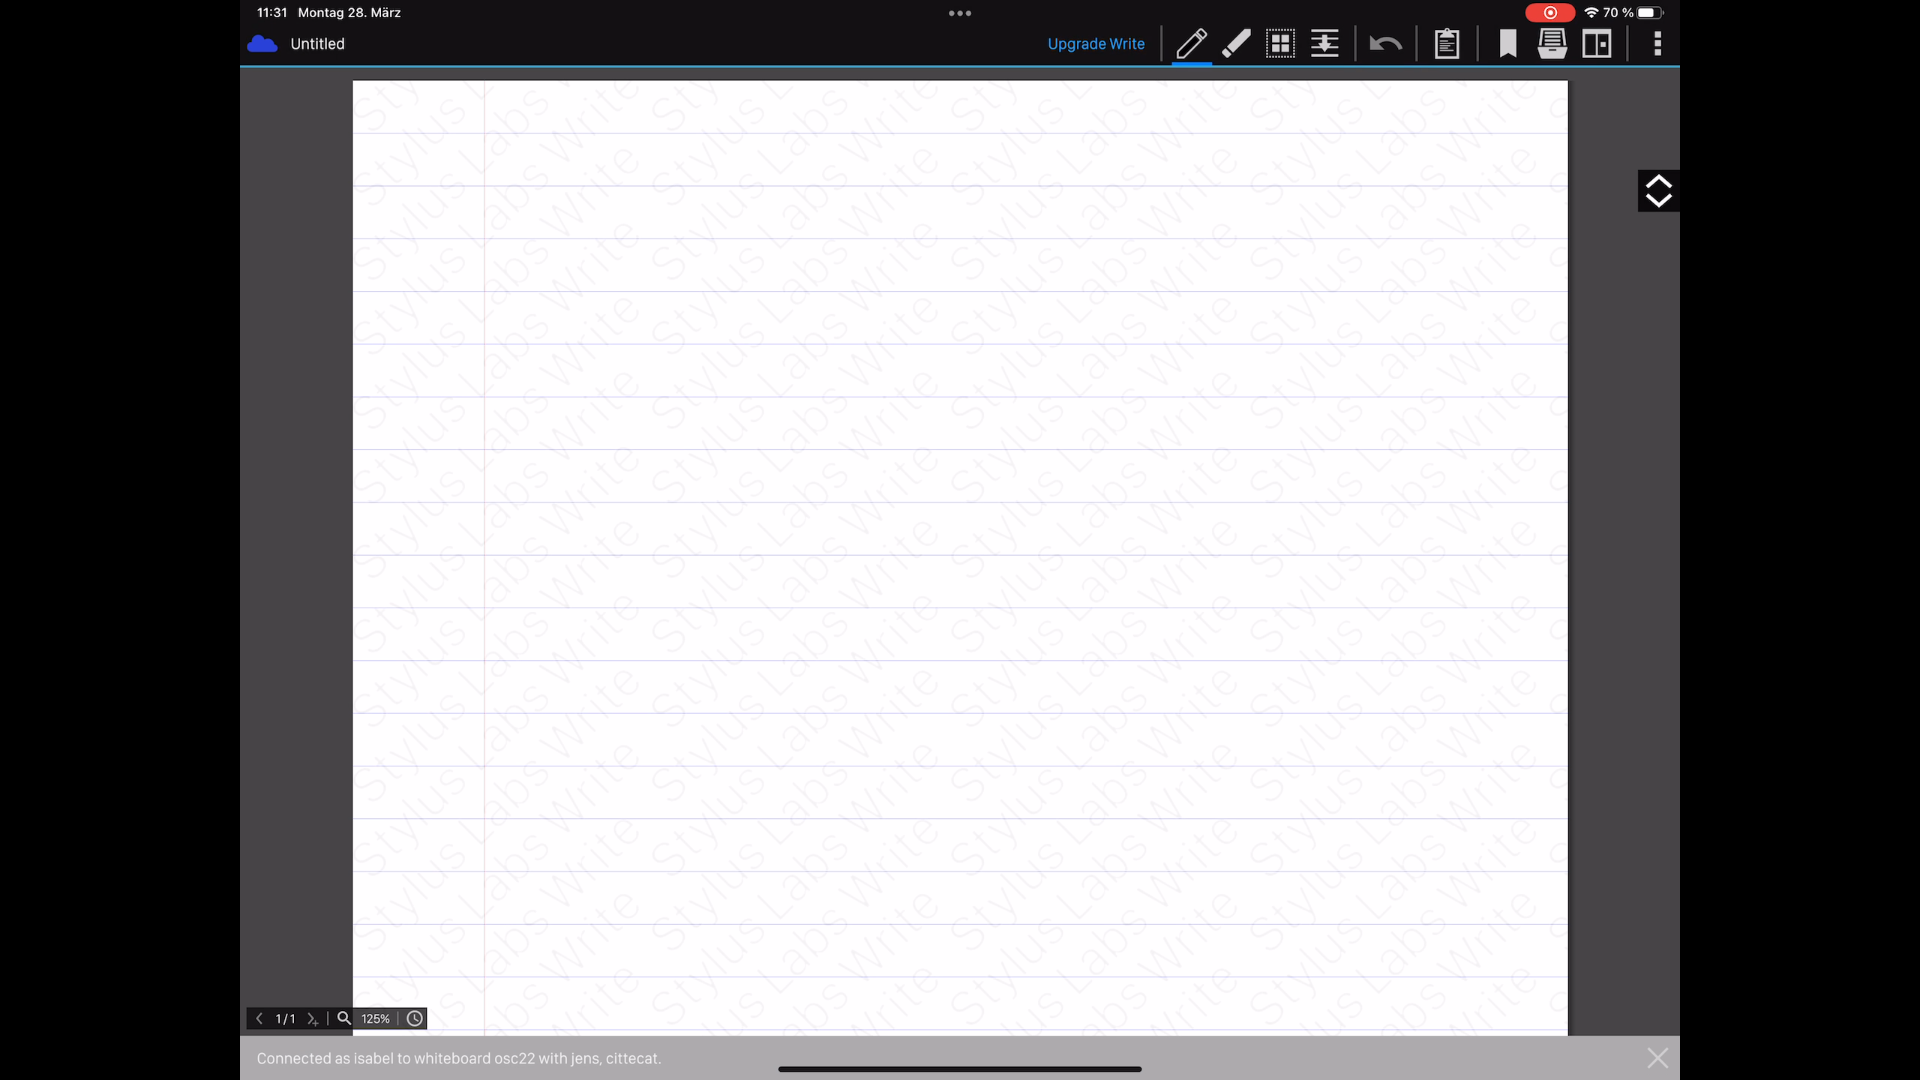 11:31 Montag 28. März
70 %
Untitled
Upgrade Write
Stylus Labs Write
1/1
125%
Connected as isabel to whiteboard osc22 with jens, cittecat.